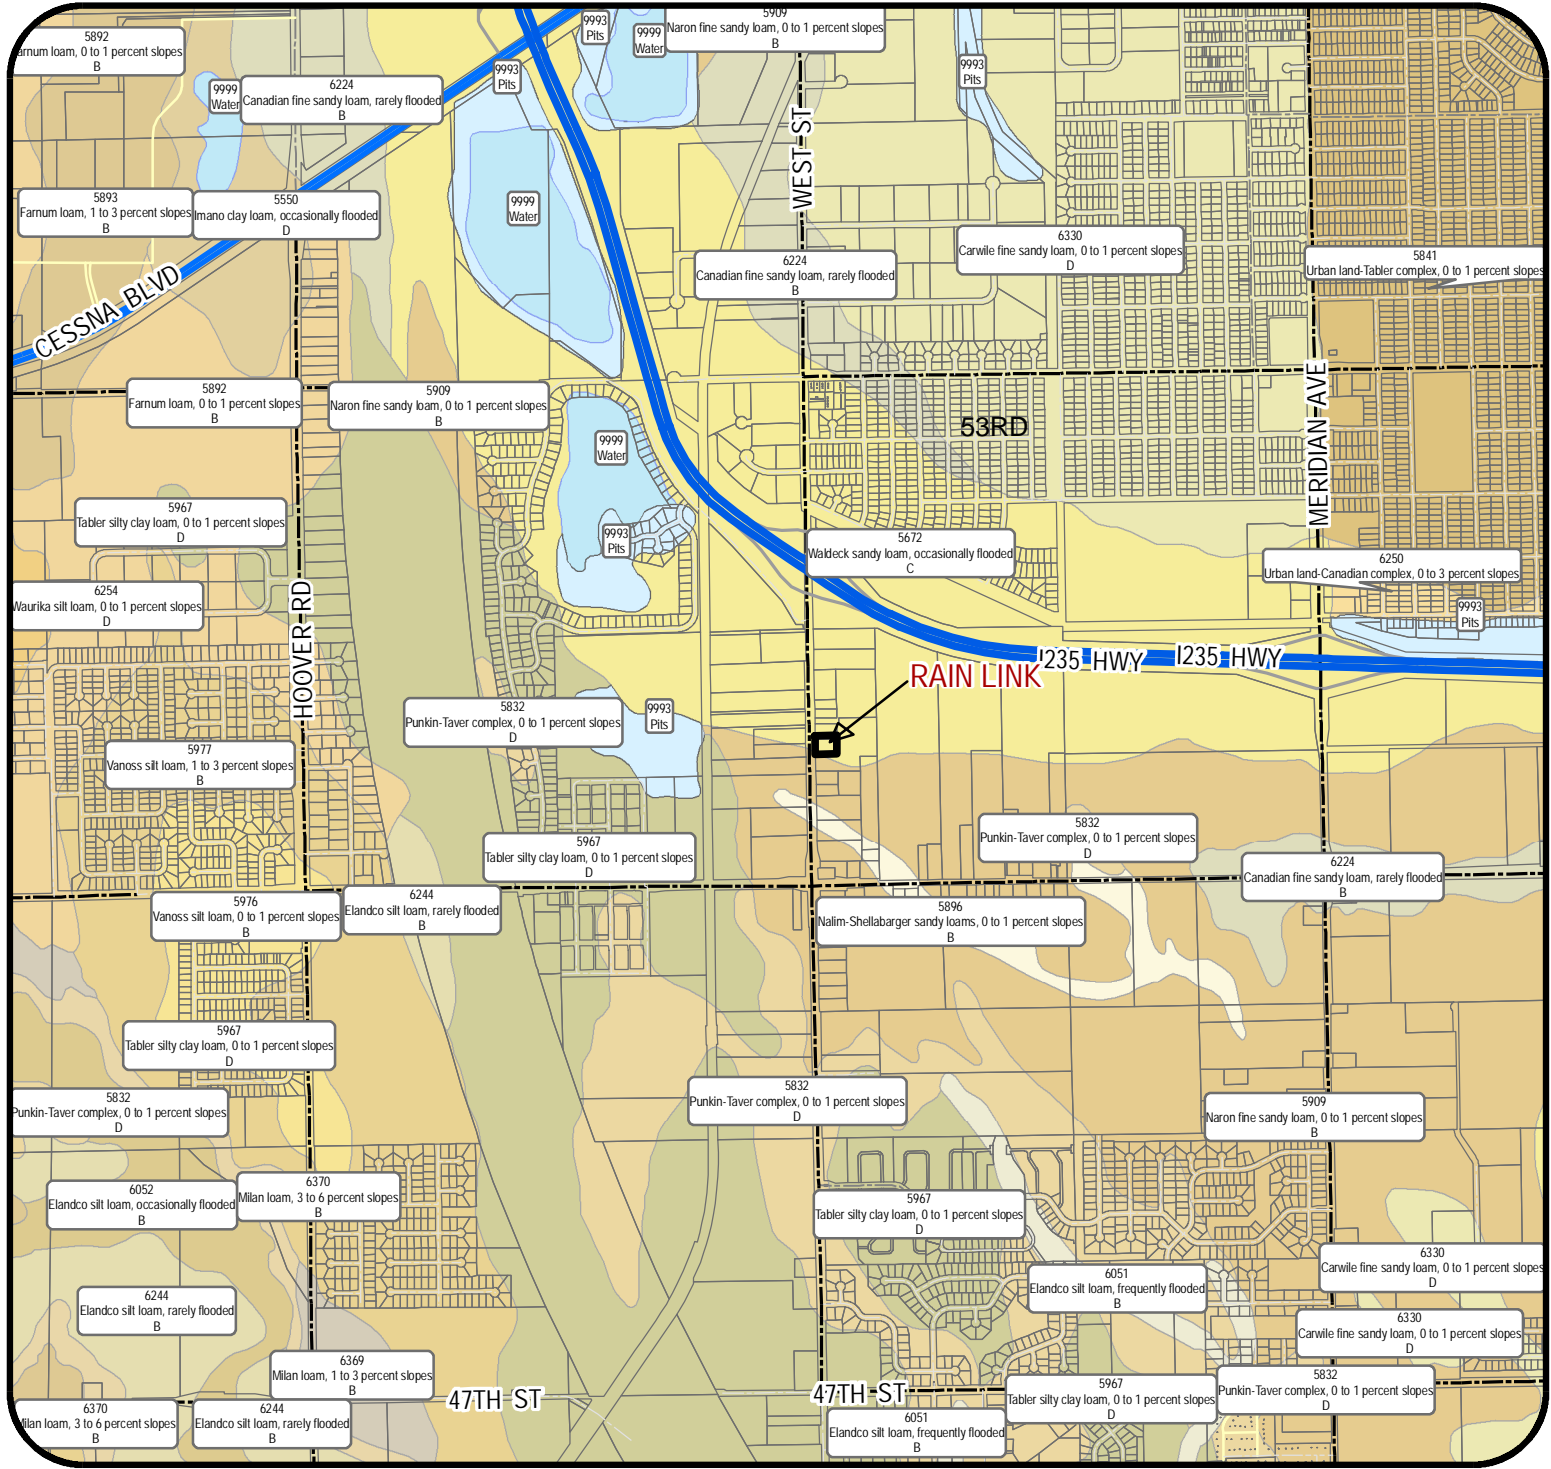 5892
arnum loam, 0 to 1 percent slopes
B
9993
Pits
9999
Water
5909
Naron fine sandy loam, 0 to 1 percent slopes
B
9999
Water
6224
Canadian fine sandy loam, rarely flooded
B
9993
Pits
9993
Pits
WEST ST
5893
Farnum loam, 1 to 3 percent slopes
B
5550
Imano clay loam, occasionally flooded
D
9999
Water
6224
Canadian fine sandy loam, rarely flooded
B
6330
Carwile fine sandy loam, 0 to 1 percent slopes
D
5841
Urban land-Tabler complex, 0 to 1 percent slopes
CESSNA BLVD
5892
Farnum loam, 0 to 1 percent slopes
B
5909
Naron fine sandy loam, 0 to 1 percent slopes
B
9999
Water
53RD
MERIDIAN AVE
5967
Tabler silty clay loam, 0 to 1 percent slopes
D
9993
Pits
5672
Waldeck sandy loam, occasionally flooded
C
6250
Urban land-Canadian complex, 0 to 3 percent slopes
9993
Pits
6254
Waurika silt loam, 0 to 1 percent slopes
D
HOOVER RD
I235 HWY
I235 HWY
RAIN LINK
5832
Punkin-Taver complex, 0 to 1 percent slopes
D
9993
Pits
5977
Vanoss silt loam, 1 to 3 percent slopes
B
5967
Tabler silty clay loam, 0 to 1 percent slopes
D
5832
Punkin-Taver complex, 0 to 1 percent slopes
D
6224
Canadian fine sandy loam, rarely flooded
B
5976
Vanoss silt loam, 0 to 1 percent slopes
B
6244
Elandco silt loam, rarely flooded
B
5896
Nalim-Shellabarger sandy loams, 0 to 1 percent slopes
B
5967
Tabler silty clay loam, 0 to 1 percent slopes
D
5832
Punkin-Taver complex, 0 to 1 percent slopes
D
5832
Punkin-Taver complex, 0 to 1 percent slopes
D
5909
Naron fine sandy loam, 0 to 1 percent slopes
B
6052
Elandco silt loam, occasionally flooded
B
6370
Milan loam, 3 to 6 percent slopes
B
5967
Tabler silty clay loam, 0 to 1 percent slopes
D
6330
Carwile fine sandy loam, 0 to 1 percent slopes
D
6244
Elandco silt loam, rarely flooded
B
6051
Elandco silt loam, frequently flooded
B
6330
Carwile fine sandy loam, 0 to 1 percent slopes
D
6369
Milan loam, 1 to 3 percent slopes
B
47TH ST
47TH ST
5967
Tabler silty clay loam, 0 to 1 percent slopes
D
5832
Punkin-Taver complex, 0 to 1 percent slopes
D
6370
Milan loam, 3 to 6 percent slopes
B
6244
Elandco silt loam, rarely flooded
B
6051
Elandco silt loam, frequently flooded
B